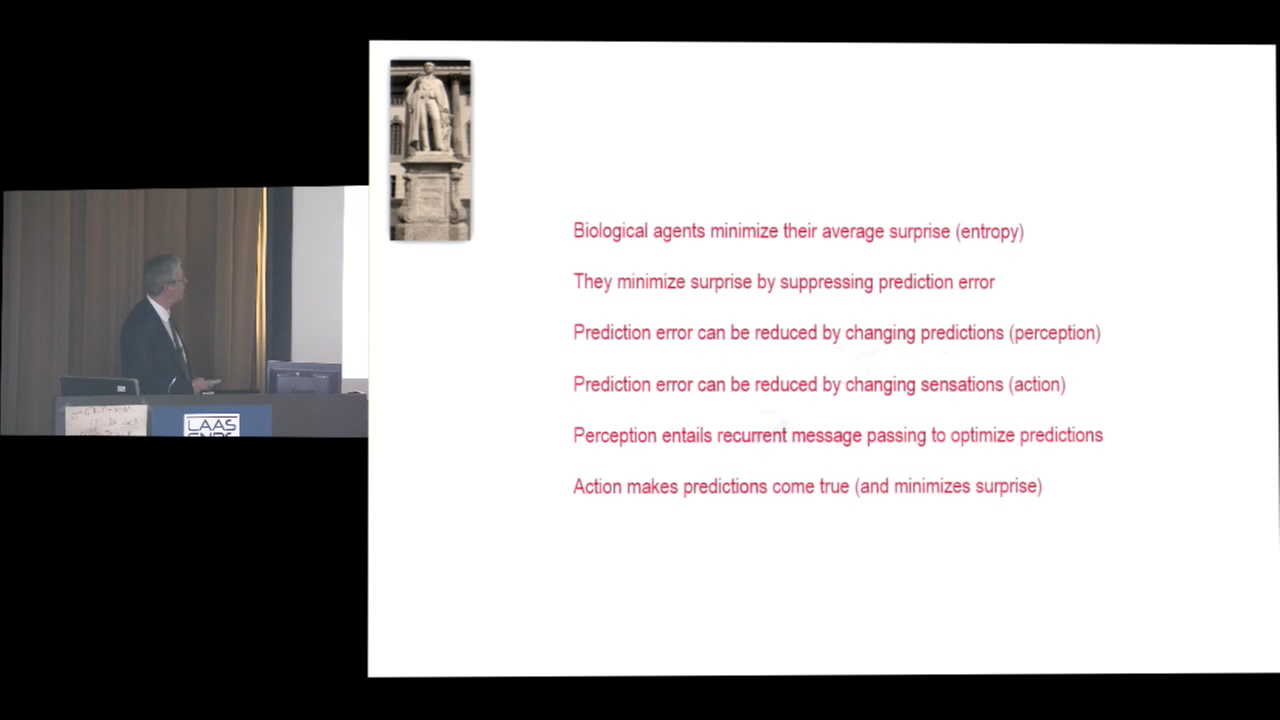 Biological agents minimize their average surprise (entropy)
They minimize surprise by suppressing prediction error
Prediction error can be reduced by changing predictions (perception)
Prediction error can be reduced by changing sensations (action)
Perception entails recurrent message passing to optimize predictions
Action makes predictions come true (and minimizes surprise)
LAAS
CNRS